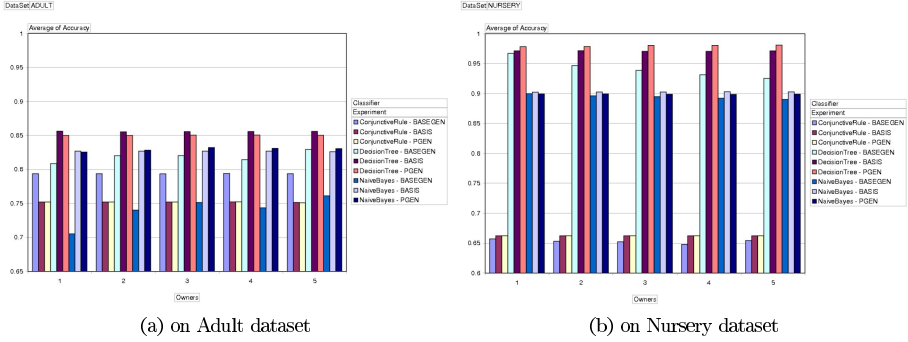 DataSet ADULT
Average of Accuracy
1
0.95
0.9
0.85
0.8
0.75
0.7
0.65
1 2 3 4 5
Owners
Classifier
Experiment
ConjunctiveRule - BASEGEN
ConjunctiveRule - BASIS
ConjunctiveRule - PGEN
DecisionTree - BASEGEN
DecisionTree - BASIS
DecisionTree - PGEN
NaiveBayes - BASEGEN
NaiveBayes - BASIS
NaiveBayes - PGEN
(a) on Adult dataset
DataSet NURSERY
Average of Accuracy
1
0.95
0.9
0.85
0.8
0.75
0.7
0.65
0.6
1 2 3 4 5
Owners
Classifier
Experiment
ConjunctiveRule - BASEGEN
ConjunctiveRule - BASIS
ConjunctiveRule - PGEN
DecisionTree - BASEGEN
DecisionTree - BASIS
DecisionTree - PGEN
NaiveBayes - BASEGEN
NaiveBayes - BASIS
NaiveBayes - PGEN
(b) on Nursery dataset